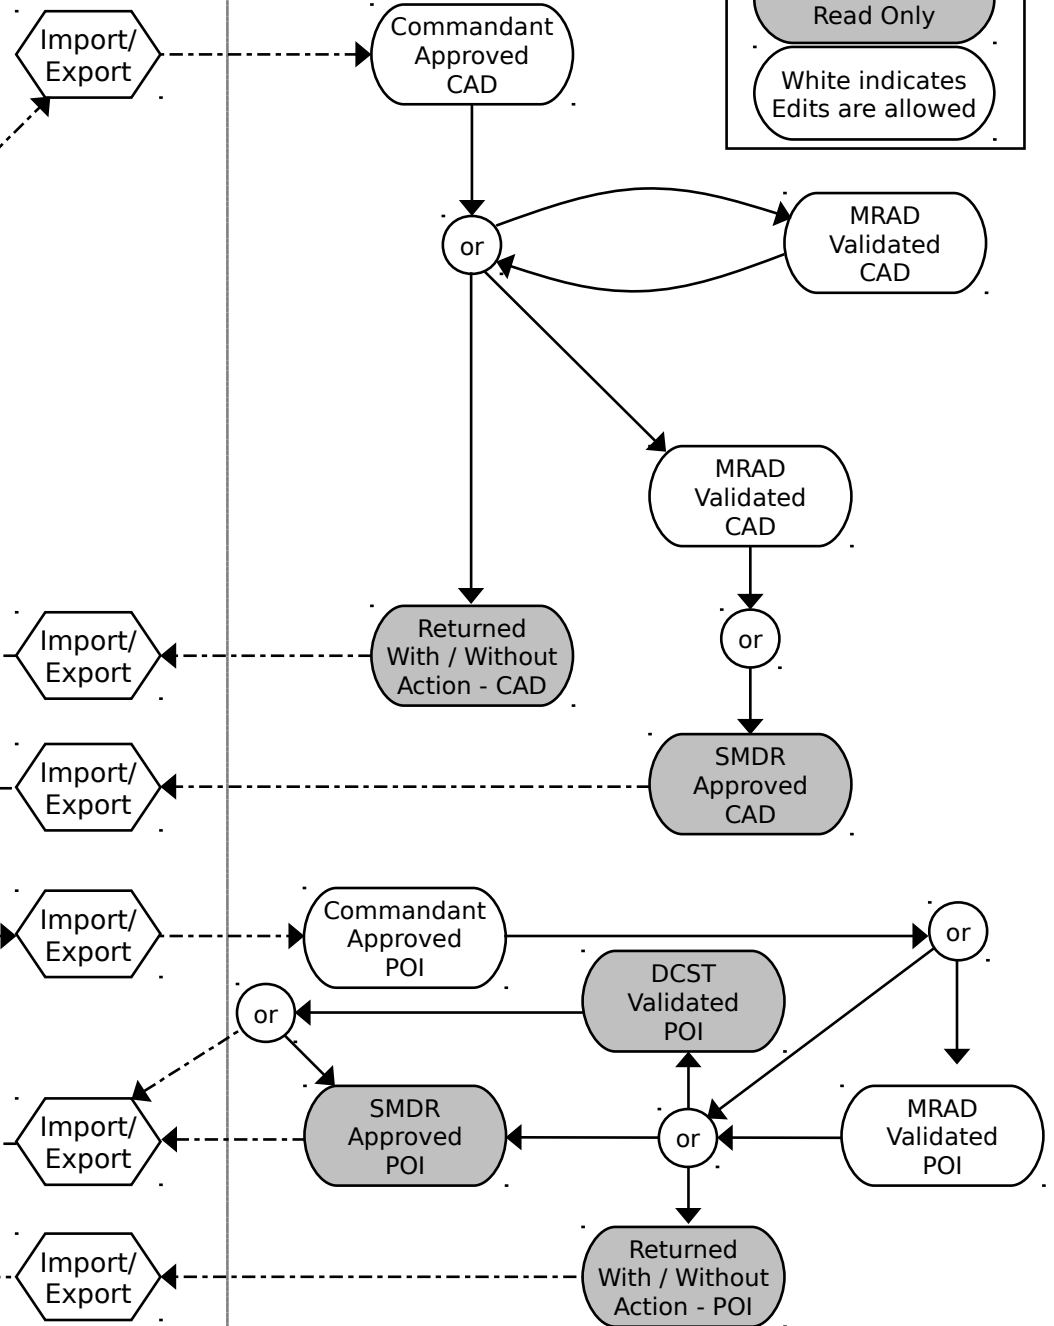 Read Only
White indicates
Edits are allowed
Import/
Export
Commandant
Approved
CAD
or
MRAD
Validated
CAD
MRAD
Validated
CAD
or
Import/
Export
Returned
With / Without
Action - CAD
Import/
Export
SMDR
Approved
CAD
Import/
Export
Commandant
Approved
POI
or
DCST
Validated
POI
or
Import/
Export
SMDR
Approved
POI
or
MRAD
Validated
POI
Import/
Export
Returned
With / Without
Action - POI